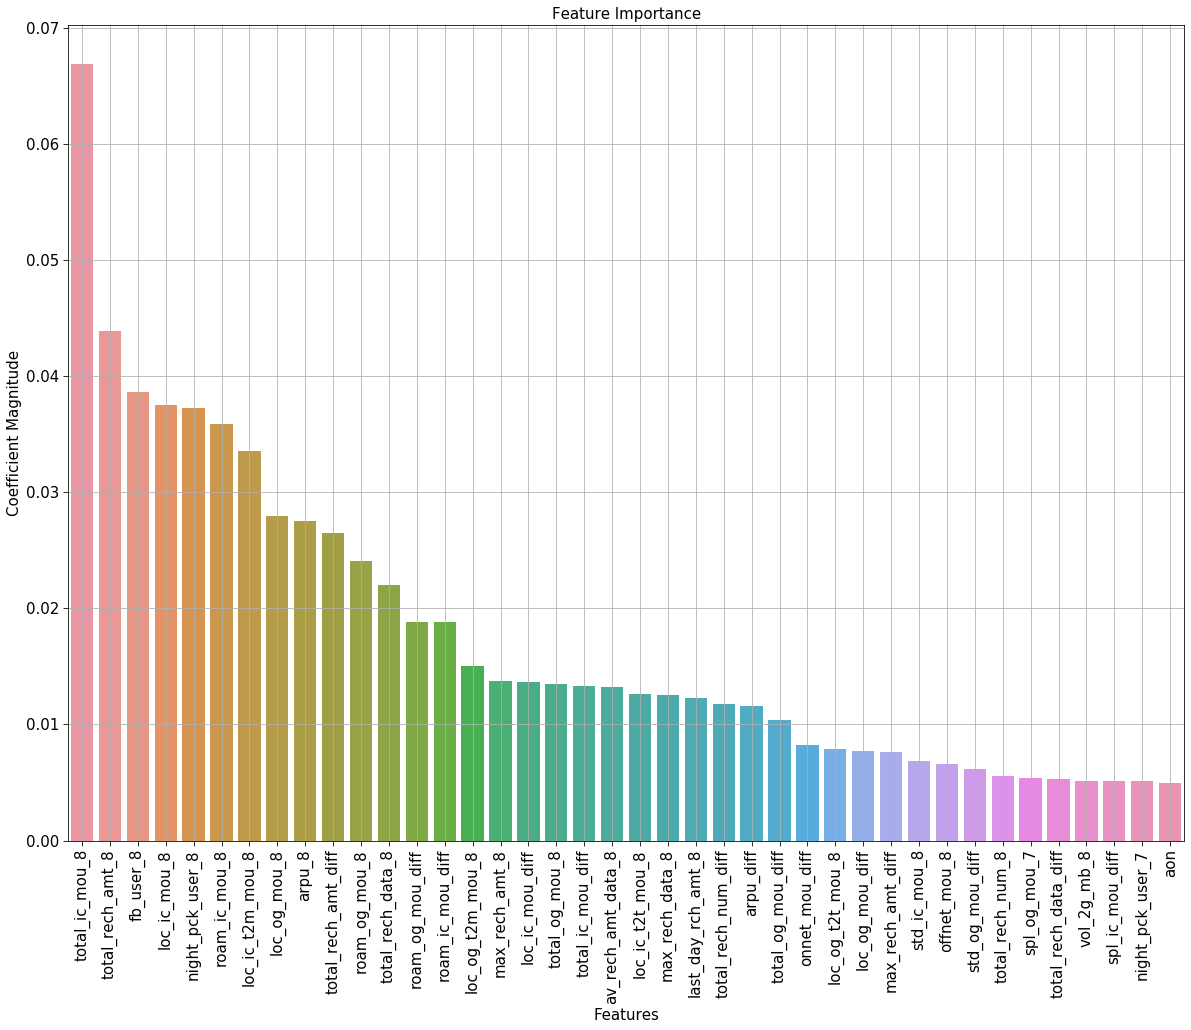 Feature Importance
0.07
0.06
0.05
0.04
0.03
0.02
0.01
0.00
Coefficient Magnitude
total_ic_mou_8
total_rech_amt_8
fb_user_8
loc_ic_mou_8
night_pck_user_8
roam_ic_mou_8
loc_ic_t2m_mou_8
loc_og_mou_8
arpu_8
total_rech_amt_diff
roam_og_mou_8
total_rech_data_8
roam_og_mou_diff
roam_ic_mou_diff
loc_og_t2m_mou_8
max_rech_amt_8
loc_ic_mou_diff
total_og_mou_8
total_ic_mou_diff
av_rech_amt_data_8
loc_ic_t2t_mou_8
max_rech_data_8
last_day_rch_amt_8
total_rech_num_diff
arpu_diff
total_og_mou_diff
onnet_mou_diff
loc_og_t2t_mou_8
loc_og_mou_diff
max_rech_amt_diff
std_ic_mou_8
offnet_mou_8
std_og_mou_diff
total_rech_num_8
spl_og_mou_7
total_rech_data_diff
vol_2g_mb_8
spl_ic_mou_diff
night_pck_user_7
aon
Features